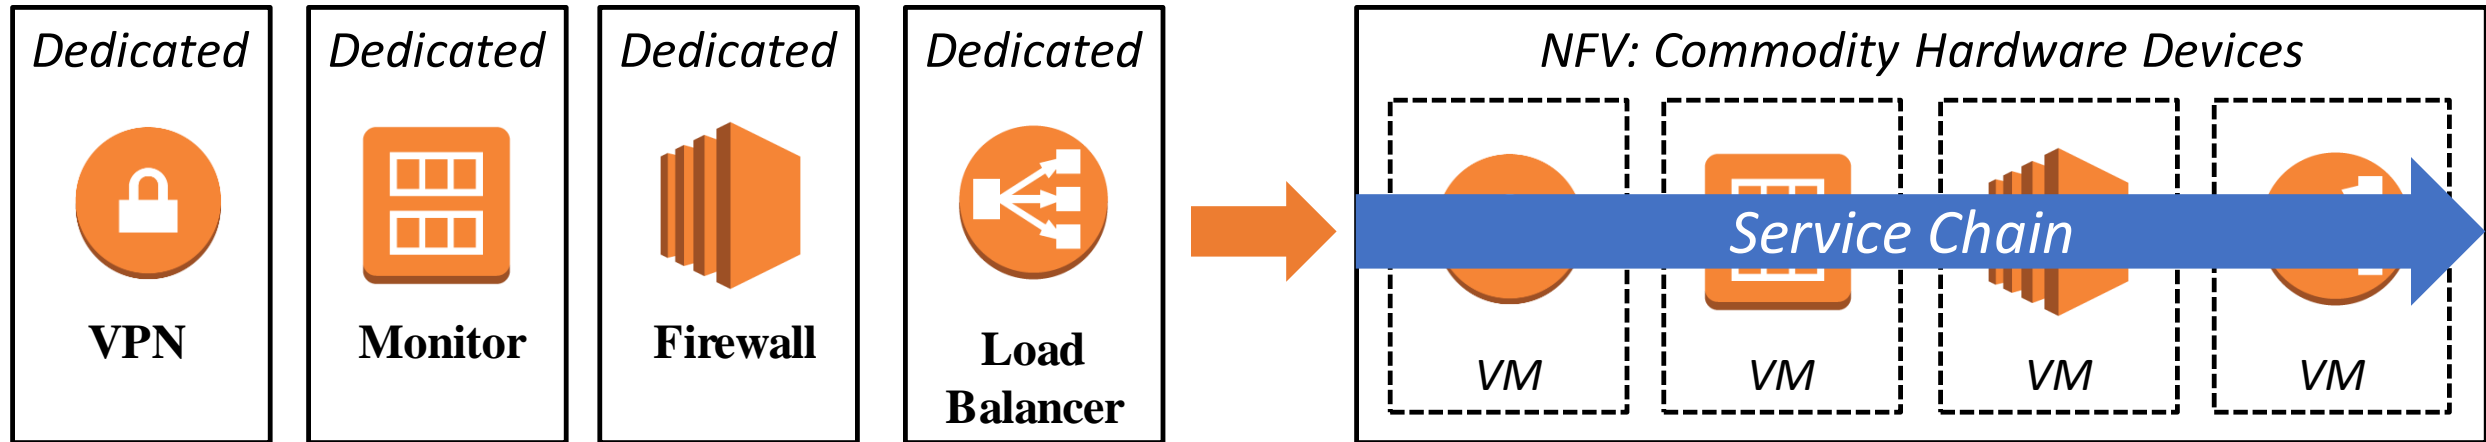 Dedicated
VPN
Dedicated
Monitor
Dedicated
Firewall
Dedicated
Load
Balancer
NFV: Commodity Hardware Devices
Service Chain
VM
VM
VM
VM